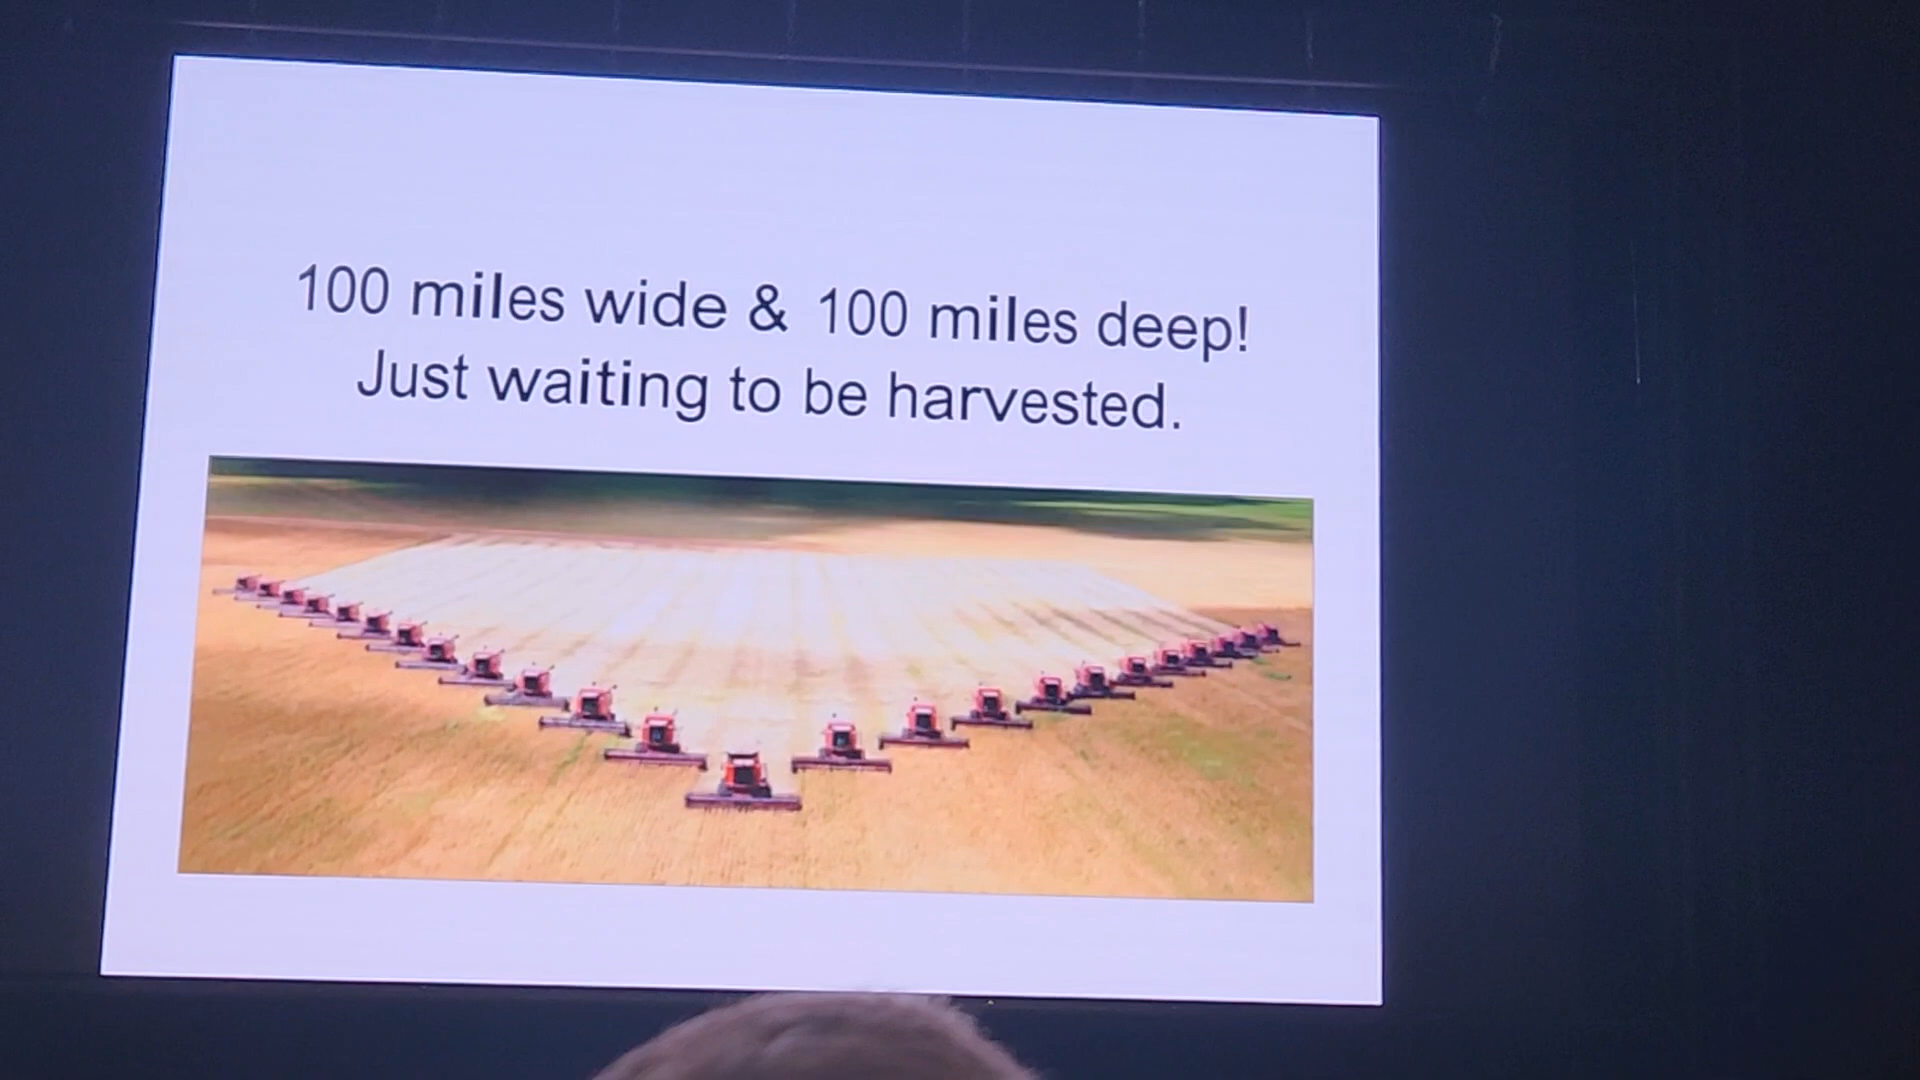 100 miles wide & 100 miles deep!
Just waiting to be harvested.